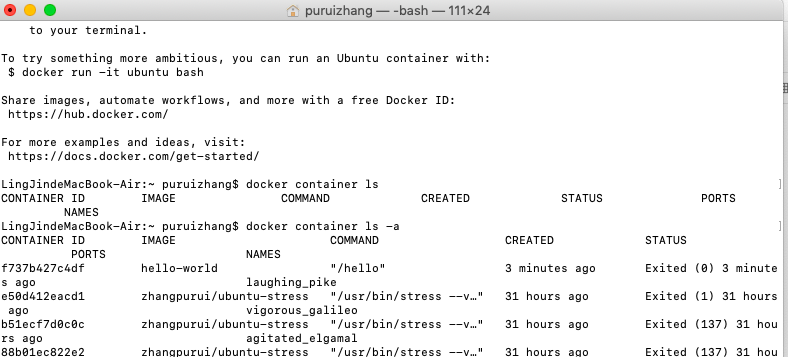 puruizhang — -bash — 111×24
to your terminal.
To try something more ambitious, you can run an Ubuntu container with:
$ docker run -it ubuntu bash
Share images, automate workflows, and more with a free Docker ID:
https://hub.docker.com/
For more examples and ideas, visit:
https://docs.docker.com/get-started/
LingJindeMacBook-Air:~ puruizhang$ docker container ls ]
CONTAINER ID IMAGE COMMAND CREATED STATUS PORTS
NAMES
LingJindeMacBook-Air:~ puruizhang$ docker container ls -a ]
CONTAINER ID IMAGE COMMAND CREATED STATUS
PORTS NAMES
f737b427c4df hello-world "/hello" 3 minutes ago Exited (0) 3 minute
s ago laughing_pike
e50d412eacd1 zhangpurui/ubuntu-stress "/usr/bin/stress --v…" 31 hours ago Exited (1) 31 hours
ago vigorous_galileo
b51ecf7d0c0c zhangpurui/ubuntu-stress "/usr/bin/stress --v…" 31 hours ago Exited (137) 31 hou
rs ago agitated_elgamal
88b01ec822e2 zhangpurui/ubuntu-stress "/usr/bin/stress --v…" 31 hours ago Exited (137) 31 hou